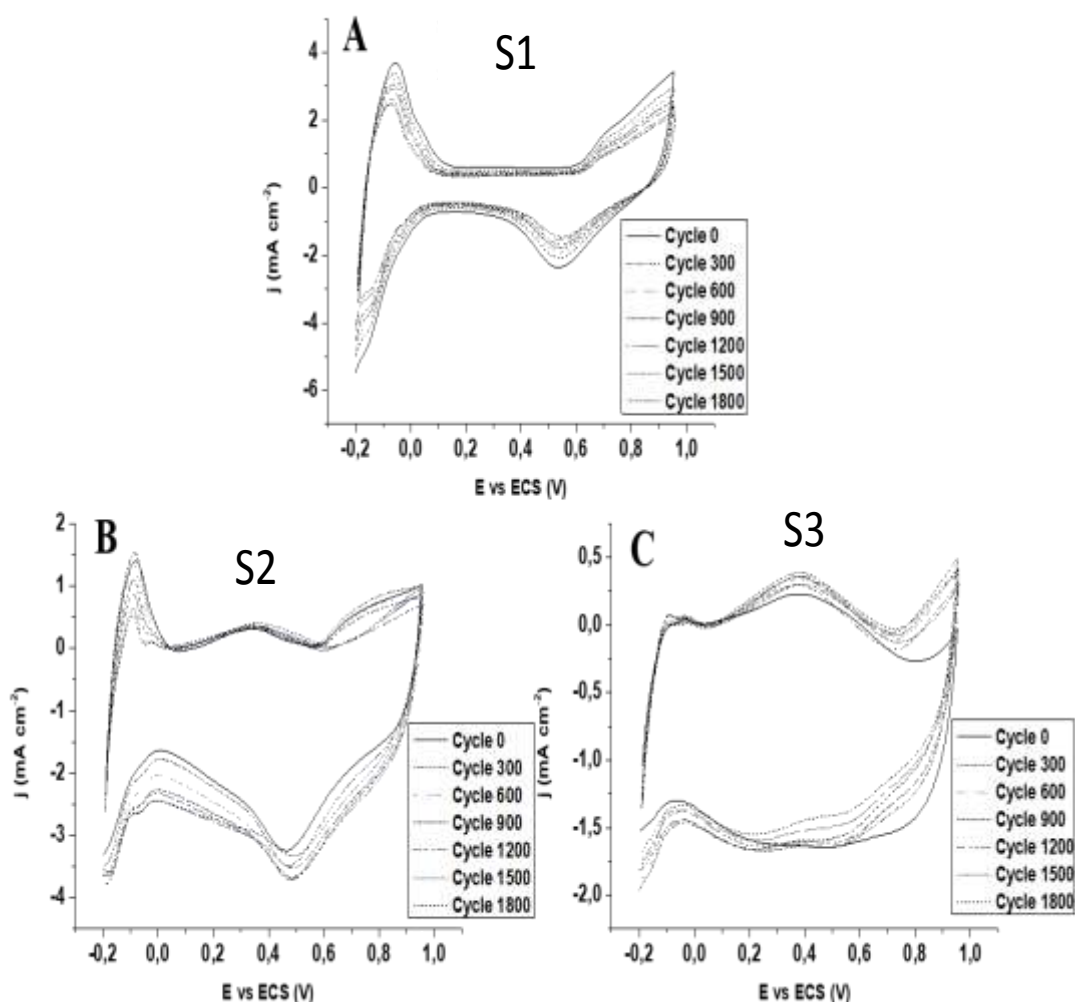 A
S1
4
2
0
-2
-4
-6
j (mA cm⁻²)
Cycle 0
Cycle 300
Cycle 600
Cycle 900
Cycle 1200
Cycle 1500
Cycle 1800
-0,2 0,0 0,2 0,4 0,6 0,8 1,0
E vs ECS (V)
B
S2
2
1
0
-1
-2
-3
-4
j (mA cm⁻²)
Cycle 0
Cycle 300
Cycle 600
Cycle 900
Cycle 1200
Cycle 1500
Cycle 1800
-0,2 0,0 0,2 0,4 0,6 0,8 1,0
E vs ECS (V)
C
S3
0,5
0,0
-0,5
-1,0
-1,5
-2,0
j (mA cm⁻²)
Cycle 0
Cycle 300
Cycle 600
Cycle 900
Cycle 1200
Cycle 1500
Cycle 1800
-0,2 0,0 0,2 0,4 0,6 0,8 1,0
E vs ECS (V)